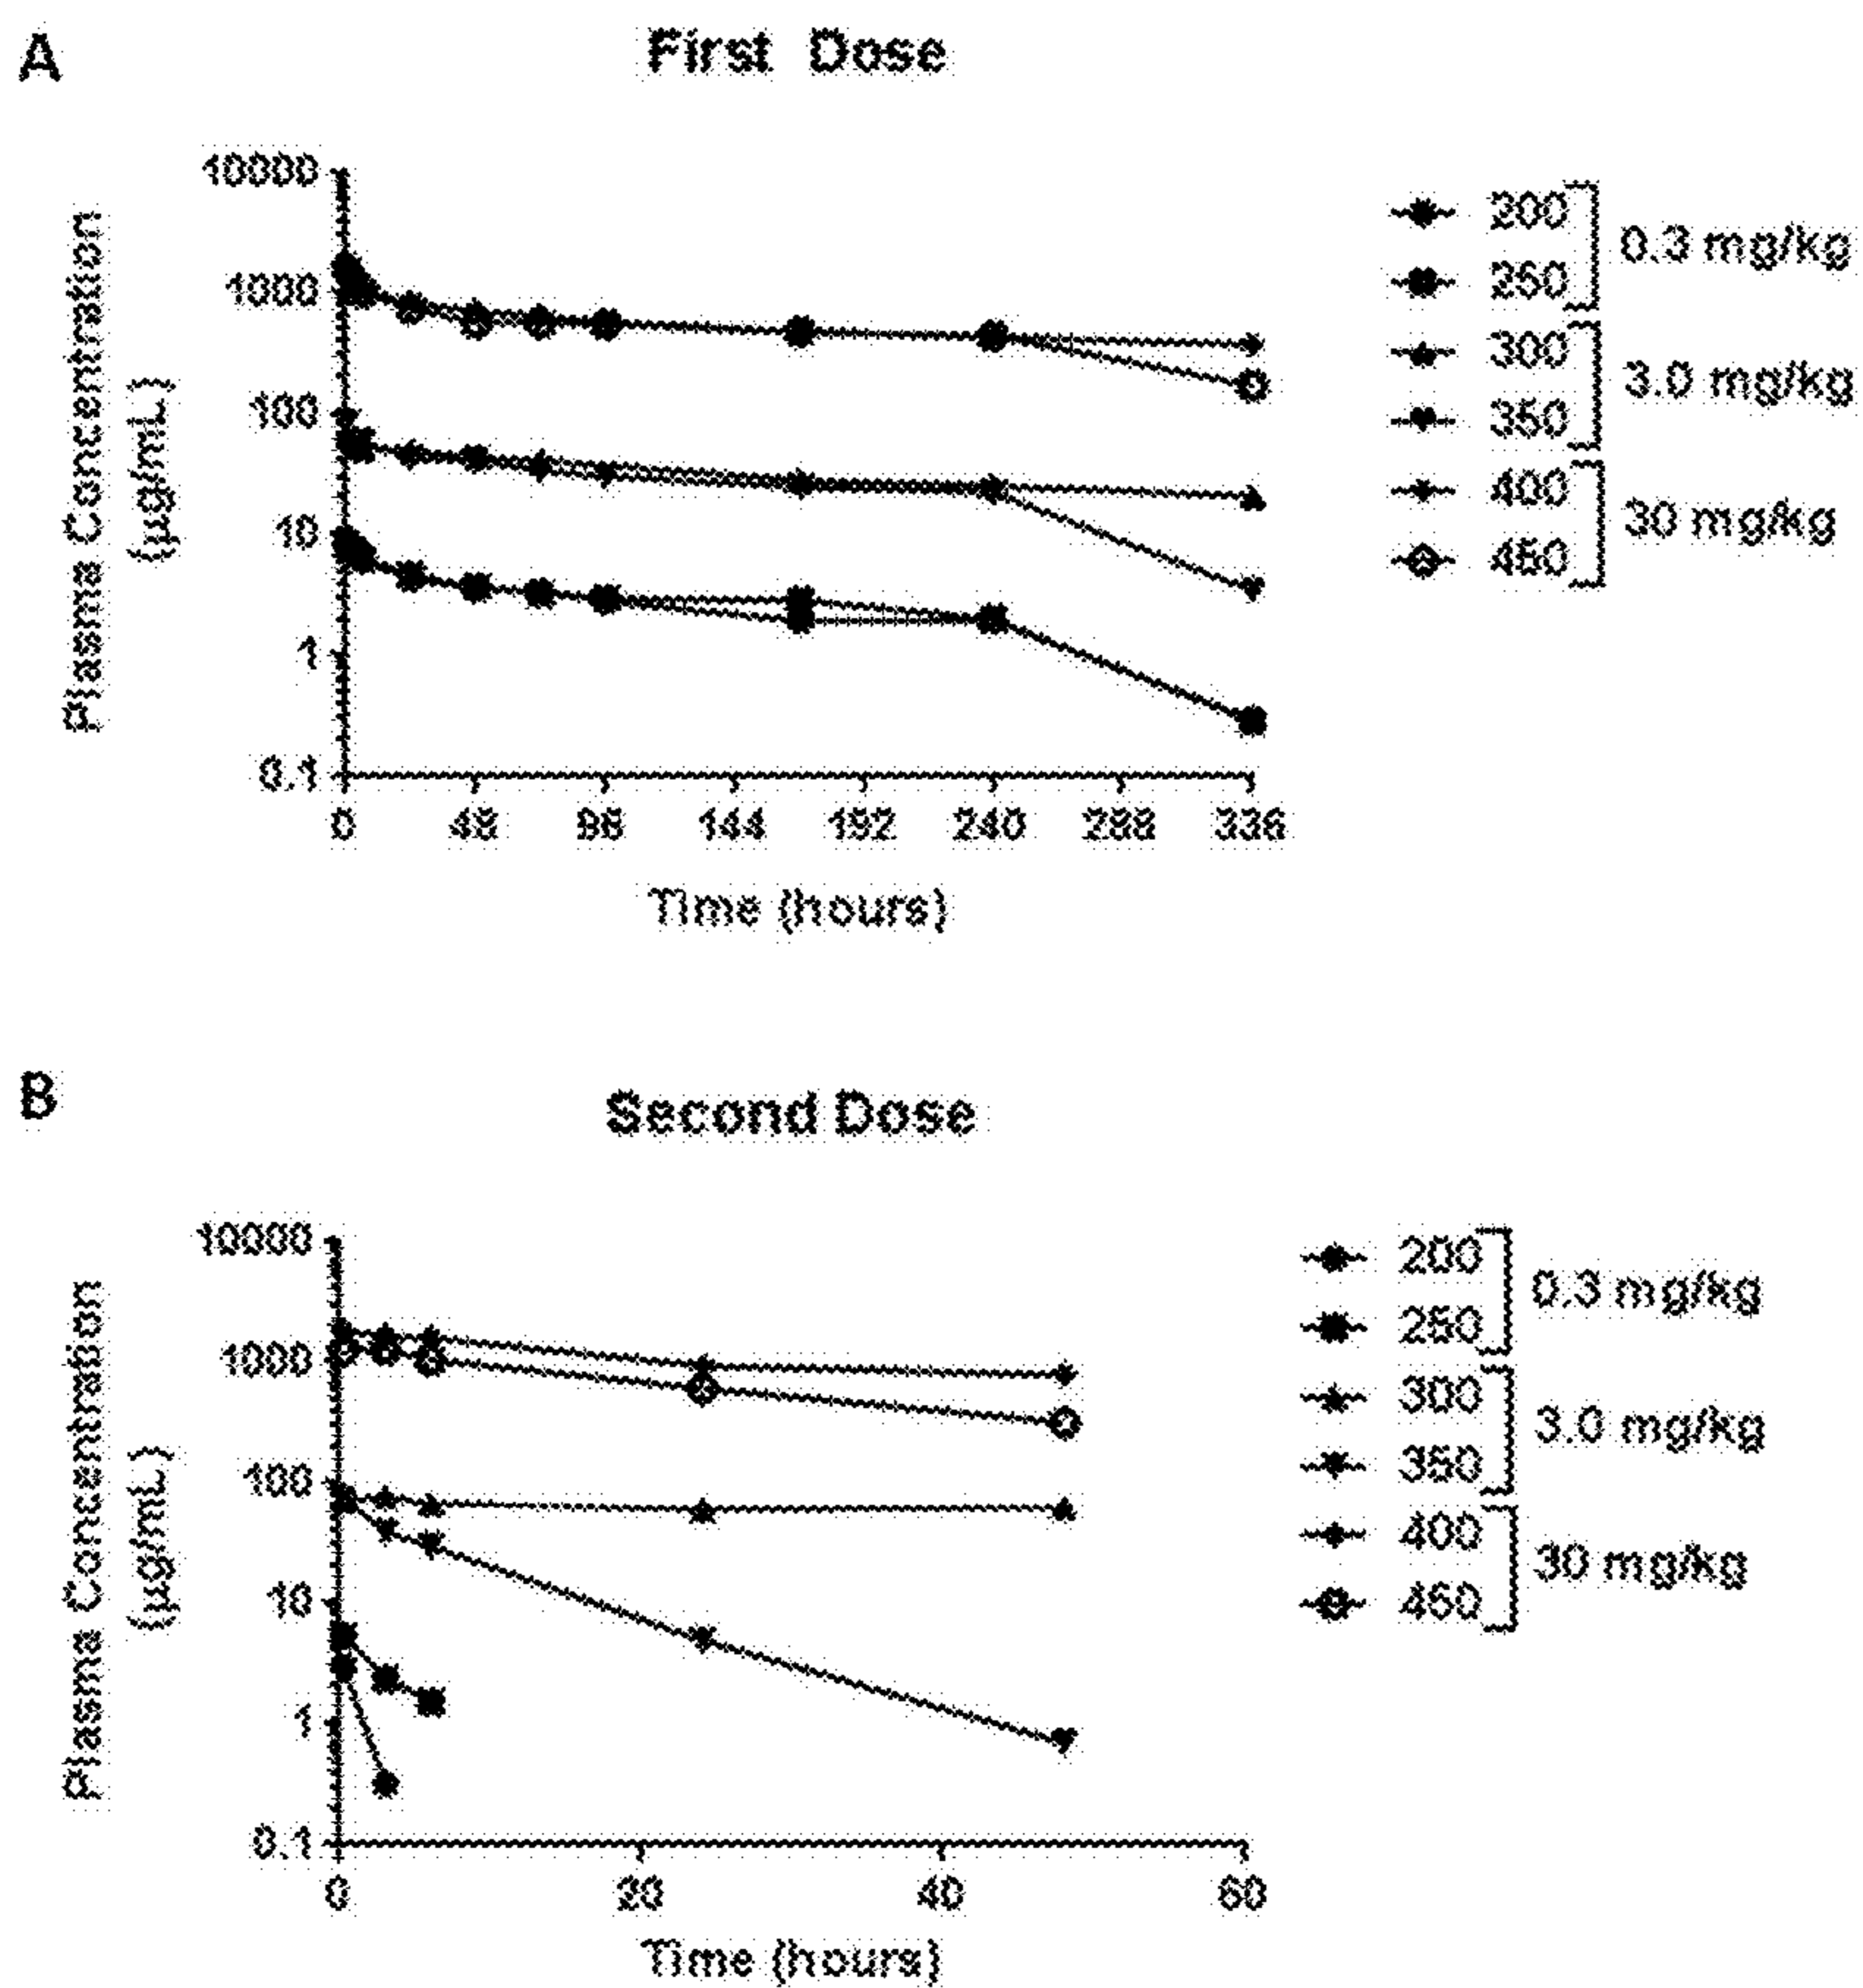 A
First Dose
Plasma Concentration
(µg/mL)
10000
1000
100
10
1
0.1
0 48 96 144 192 240 288 336
Time (hours)
200
250
0.3 mg/kg
300
350
3.0 mg/kg
400
450
30 mg/kg
B
Second Dose
Plasma Concentration
(µg/mL)
10000
1000
100
10
1
0.1
0 20 40 60
Time (hours)
200
250
0.3 mg/kg
300
350
3.0 mg/kg
400
450
30 mg/kg